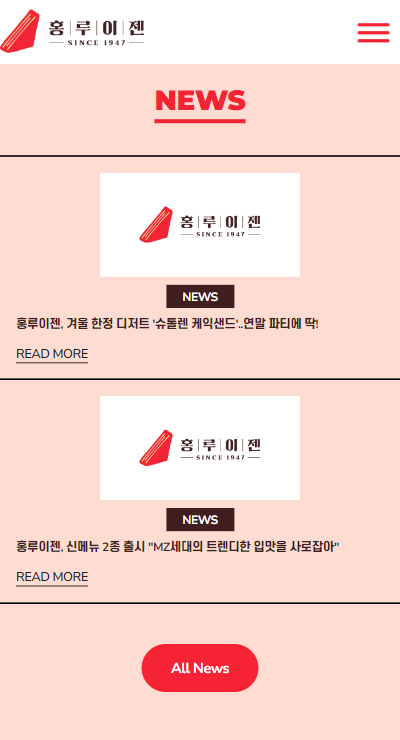 홍루이젠
SINCE 1947
NEWS
홍루이젠
SINCE 1947
NEWS
홍루이젠, 겨울 한정 디저트 '슈톨렌 케익샌드'..연말 파티에 딱!
READ MORE
홍루이젠
SINCE 1947
NEWS
홍루이젠, 신메뉴 2종 출시 "MZ세대의 트렌디한 입맛을 사로잡아"
READ MORE
All News